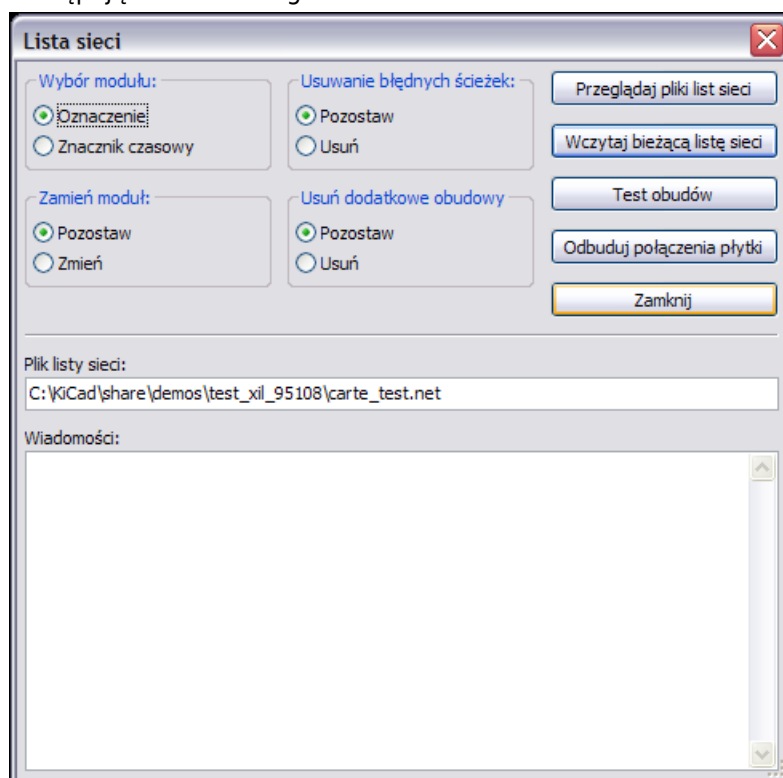 Lista sieci
Wybór modułu:
Oznaczenie
Znacznik czasowy
Usuwanie błędnych ścieżek:
Pozostaw
Usuń
Zamień moduł:
Pozostaw
Zmień
Usuń dodatkowe obudowy
Pozostaw
Usuń
Przeglądaj pliki list sieci
Wczytaj bieżącą listę sieci
Test obudów
Odbuduj połączenia płytki
Zamknij
Plik listy sieci:
C:\KiCad\share\demos\test_xil_95108\carte_test.net
Wiadomości: